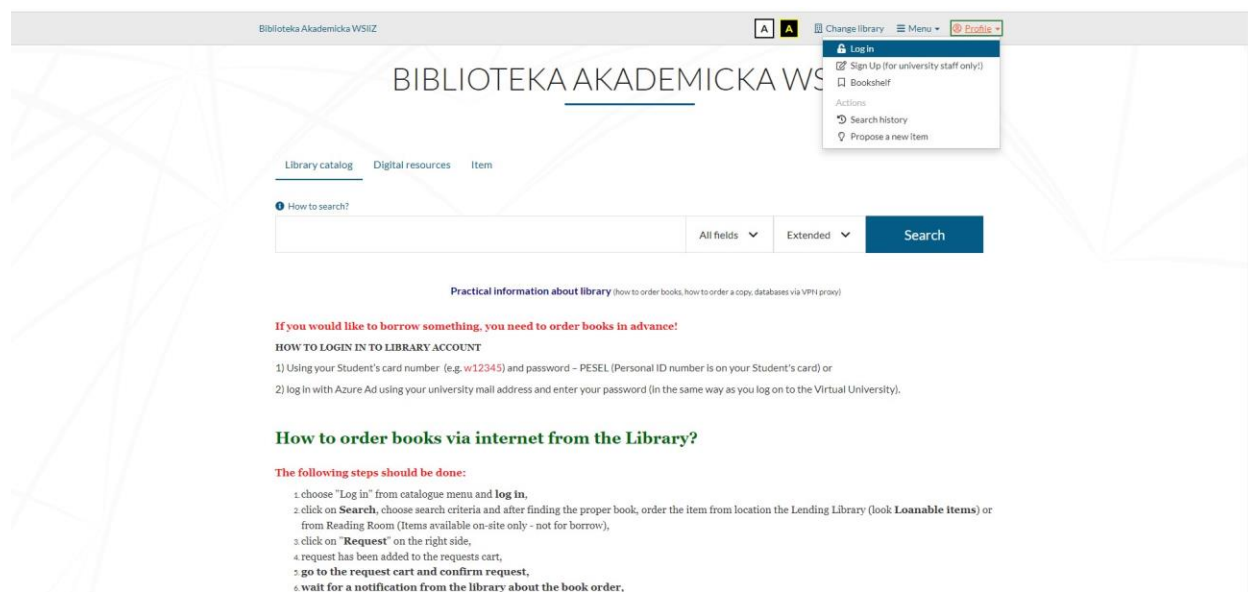 Biblioteka Akademicka WSIiZ
A A Change library Menu Profile
Log in
Sign Up (for university staff only!)
Bookshelf
Actions
Search history
Propose a new item
BIBLIOTEKA AKADEMICKA WS
Library catalog Digital resources Item
How to search?
All fields Extended Search
Practical information about library (how to order books, how to order a copy, databases via VPN proxy)
If you would like to borrow something, you need to order books in advance!
HOW TO LOGIN IN TO LIBRARY ACCOUNT
1) Using your Student's card number (e.g. w12345) and password – PESEL (Personal ID number is on your Student's card) or
2) log in with Azure Ad using your university mail address and enter your password (in the same way as you log on to the Virtual University).
How to order books via internet from the Library?
The following steps should be done:
1. choose "Log in" from catalogue menu and log in,
2. click on Search, choose search criteria and after finding the proper book, order the item from location the Lending Library (look Loanable items) or
from Reading Room (Items available on-site only - not for borrow),
3. click on "Request" on the right side,
4. request has been added to the requests cart,
5. go to the request cart and confirm request,
6. wait for a notification from the library about the book order,